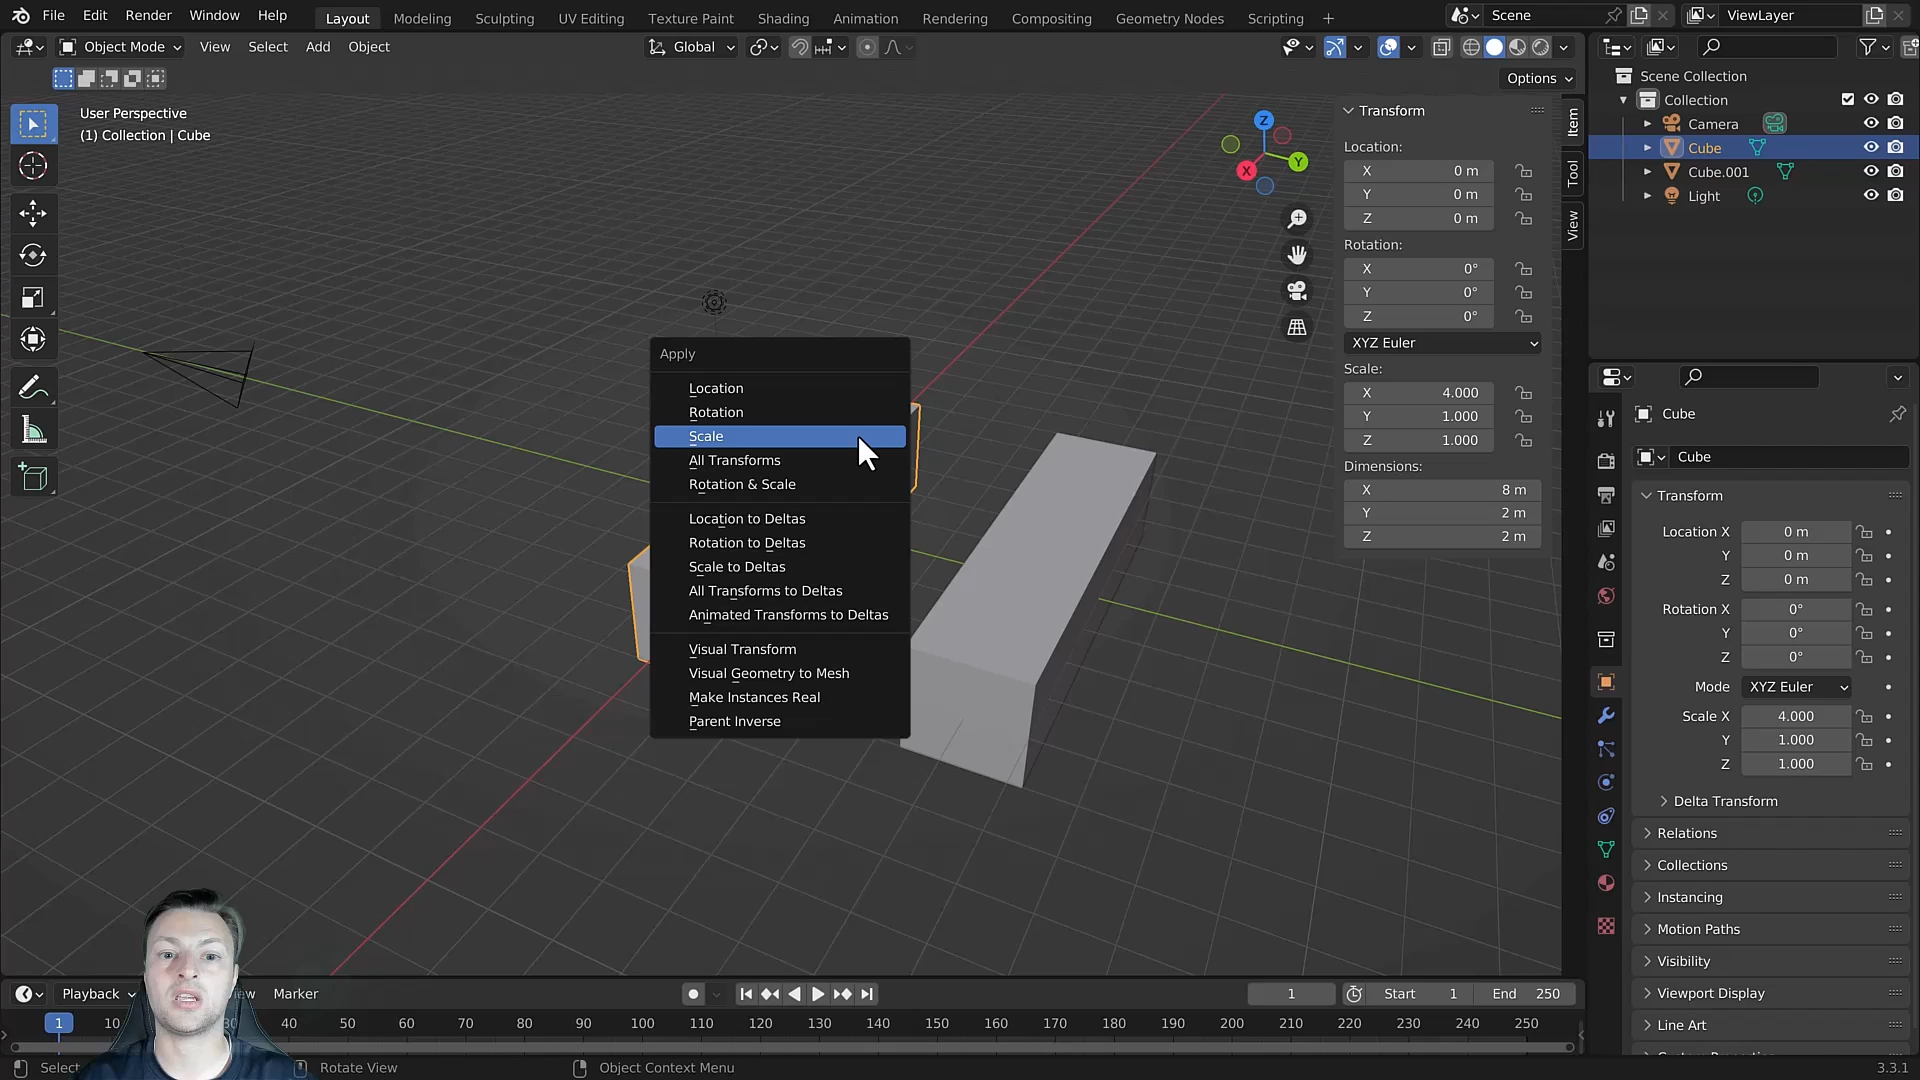 File Edit Render Window Help Layout Modeling Sculpting UV Editing Texture Paint Shading Animation Rendering Compositing Geometry Nodes Scripting + Scene ViewLayer
Object Mode View Select Add Object Global
Options
User Perspective
(1) Collection | Cube
Z
Y
X
Apply
Location
Rotation
Scale
All Transforms
Rotation & Scale
Location to Deltas
Rotation to Deltas
Scale to Deltas
All Transforms to Deltas
Animated Transforms to Deltas
Visual Transform
Visual Geometry to Mesh
Make Instances Real
Parent Inverse
Transform
Location:
X 0 m
Y 0 m
Z 0 m
Rotation:
X 0°
Y 0°
Z 0°
XYZ Euler
Scale:
X 4.000
Y 1.000
Z 1.000
Dimensions:
X 8 m
Y 2 m
Z 2 m
Item
Tool
View
Scene Collection
Collection
Camera
Cube
Cube.001
Light
Cube
Cube
Transform
Location X 0 m
Y 0 m
Z 0 m
Rotation X 0°
Y 0°
Z 0°
Mode XYZ Euler
Scale X 4.000
Y 1.000
Z 1.000
Delta Transform
Relations
Collections
Instancing
Motion Paths
Visibility
Viewport Display
Line Art
Playback Marker 1 Start 1 End 250
1 10 30 40 50 60 70 80 90 100 110 120 130 140 150 160 170 180 190 200 210 220 230 240 250
Select Rotate View Object Context Menu 3.3.1